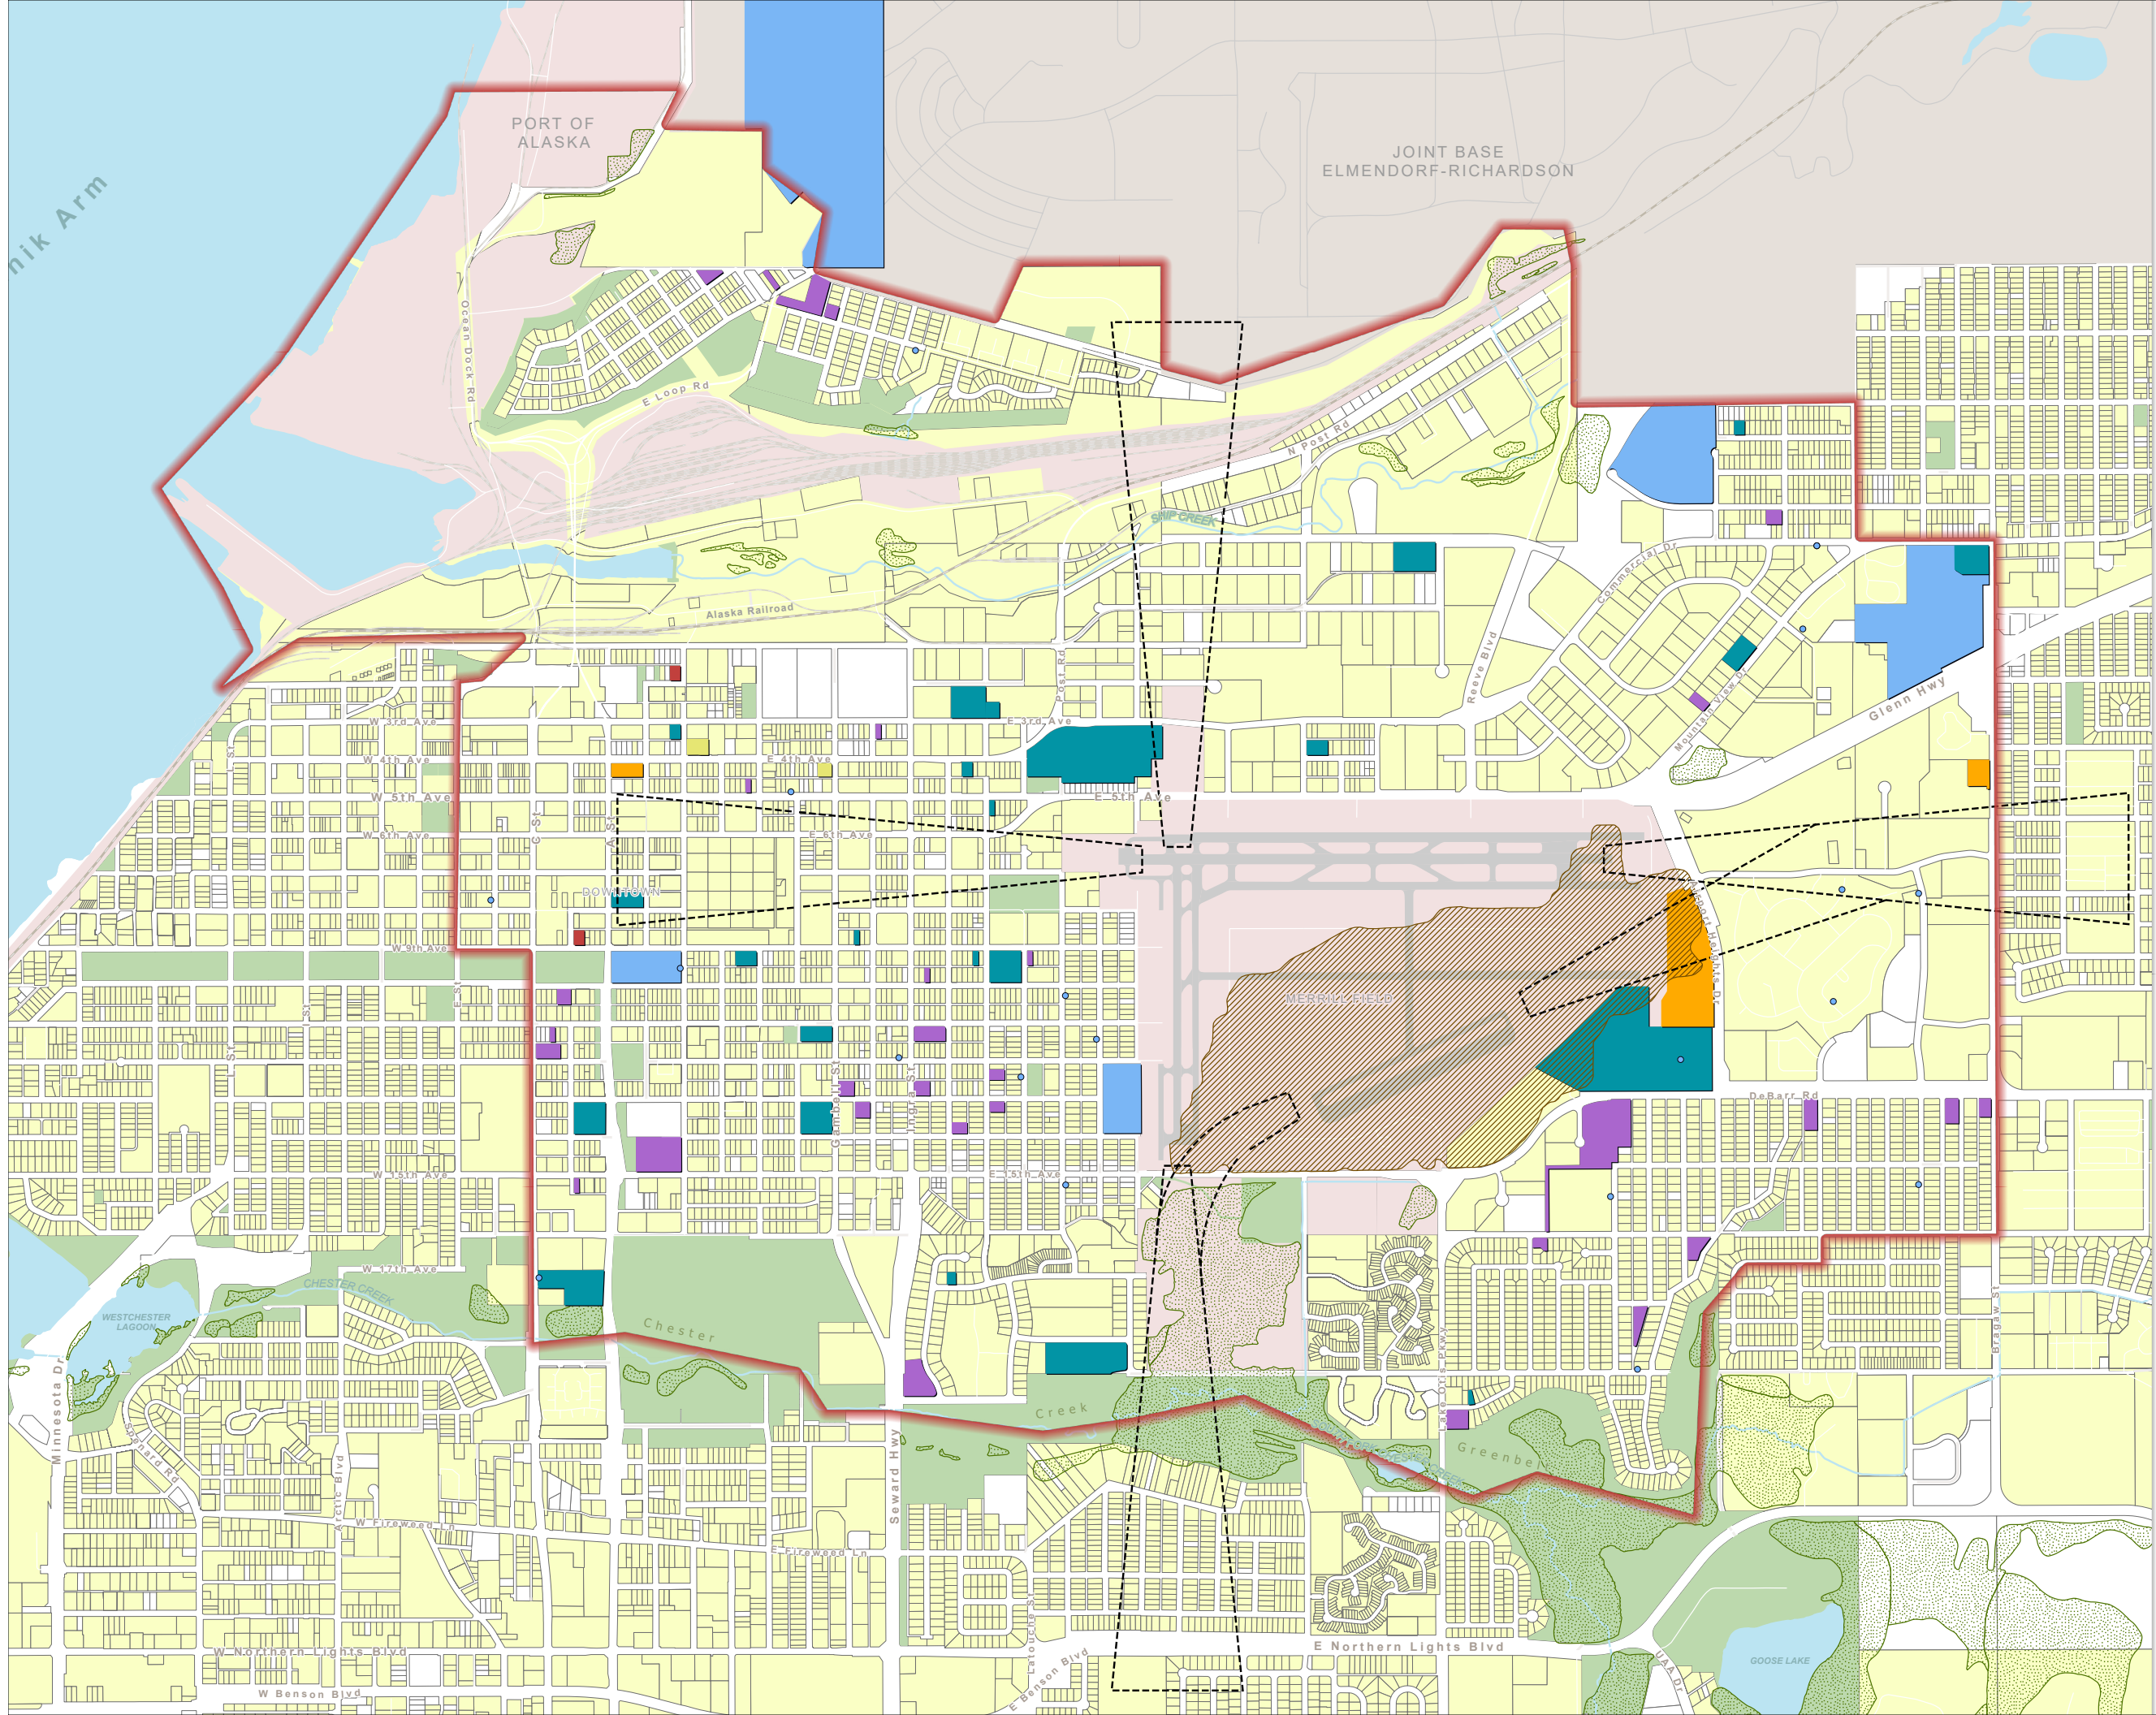 PORT OF
ALASKA
JOINT BASE
ELMENDORF-RICHARDSON
nik Arm
Ocean Dock Rd
E Loop Rd
N Post Rd
SHIP CREEK
Commercial Dr
Alaska Railroad
Post Rd
Reeve Blvd
Mountain View Dr
Glenn Hwy
W 3rd Ave
E 3rd Ave
L St
W 4th Ave
E 4th Ave
W 5th Ave
E 5th Ave
C St
A St
W 6th Ave
E 6th Ave
W 9th Ave
MERRILL FIELD
E St
I St
L St
Gambell St
Ingra St
DeBarr Rd
W 15th Ave
E 15th Ave
W 17th Ave
CHESTER CREEK
WESTCHESTER
LAGOON
Chester
Creek
Greenbelt
Lake Otis Pkwy
Bragaw St
Minnesota Dr
Spenard Rd
Arctic Blvd
Seward Hwy
W Fireweed Ln
E Fireweed Ln
Latouche St
W Northern Lights Blvd
E Northern Lights Blvd
E Benson Blvd
W Benson Blvd
UAA Dr
GOOSE LAKE